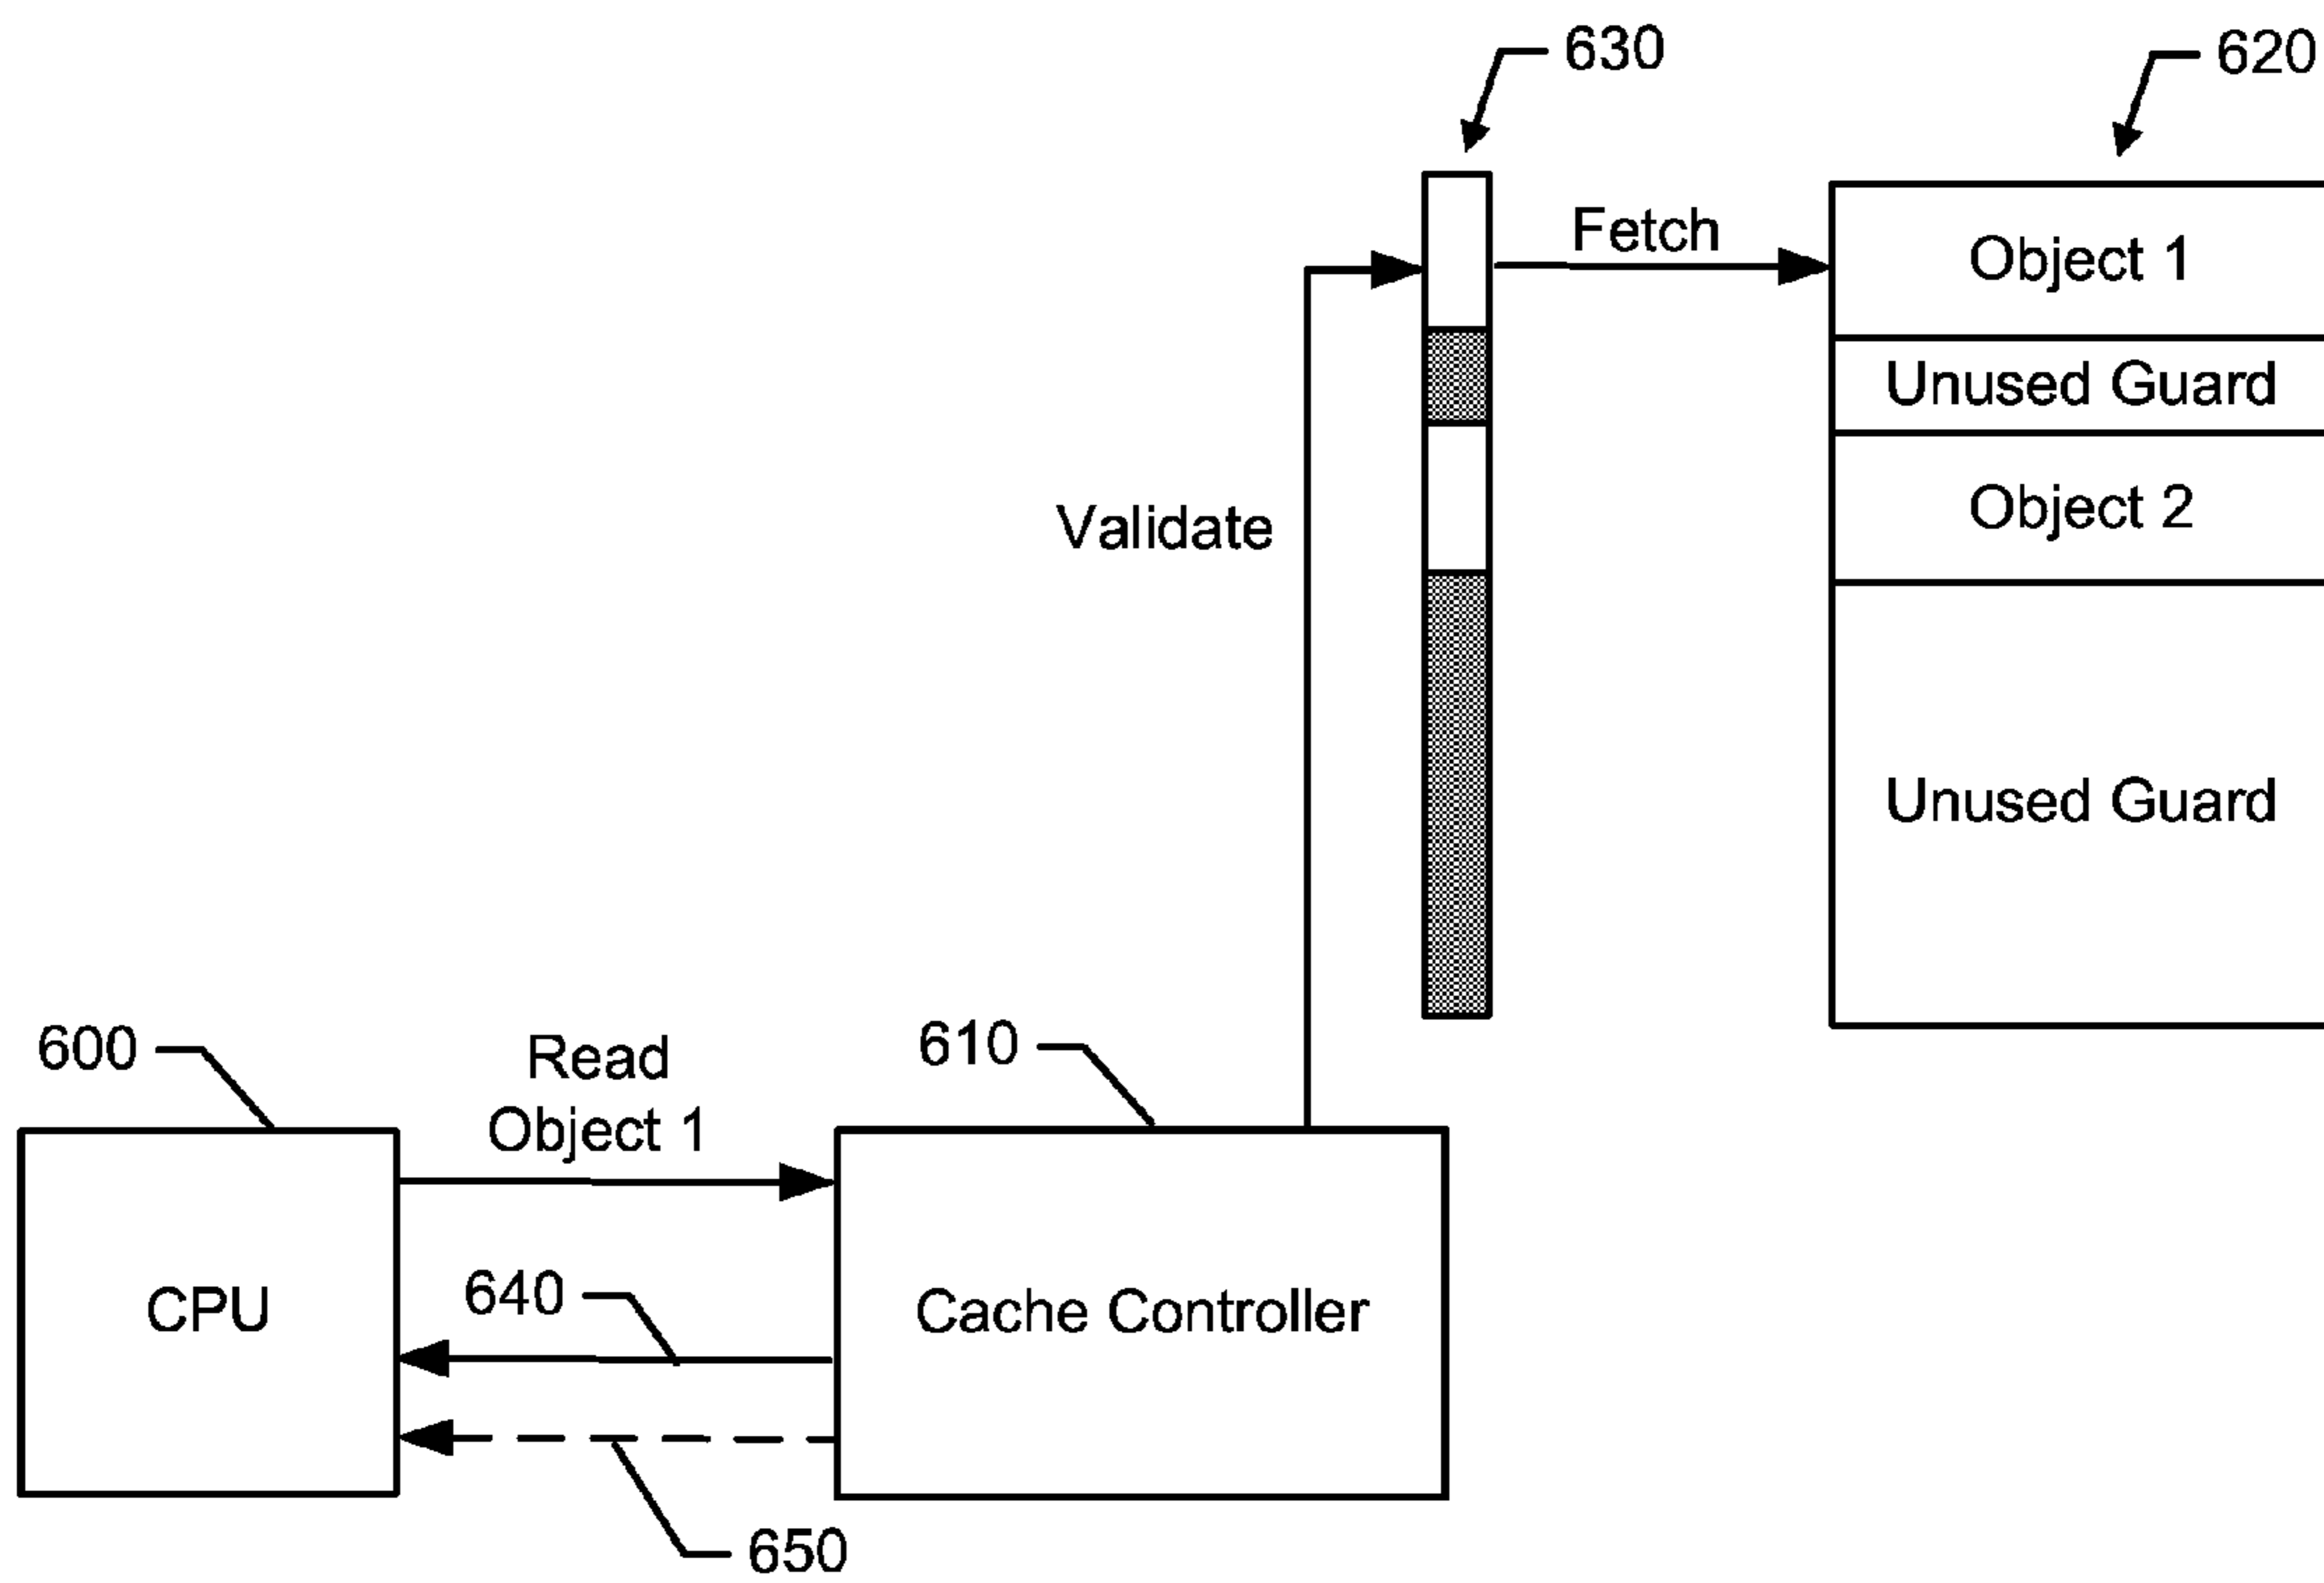 630
620
Fetch
Object 1
Unused Guard
Validate
Object 2
Unused Guard
600
Read
Object 1
610
CPU
640
Cache Controller
650